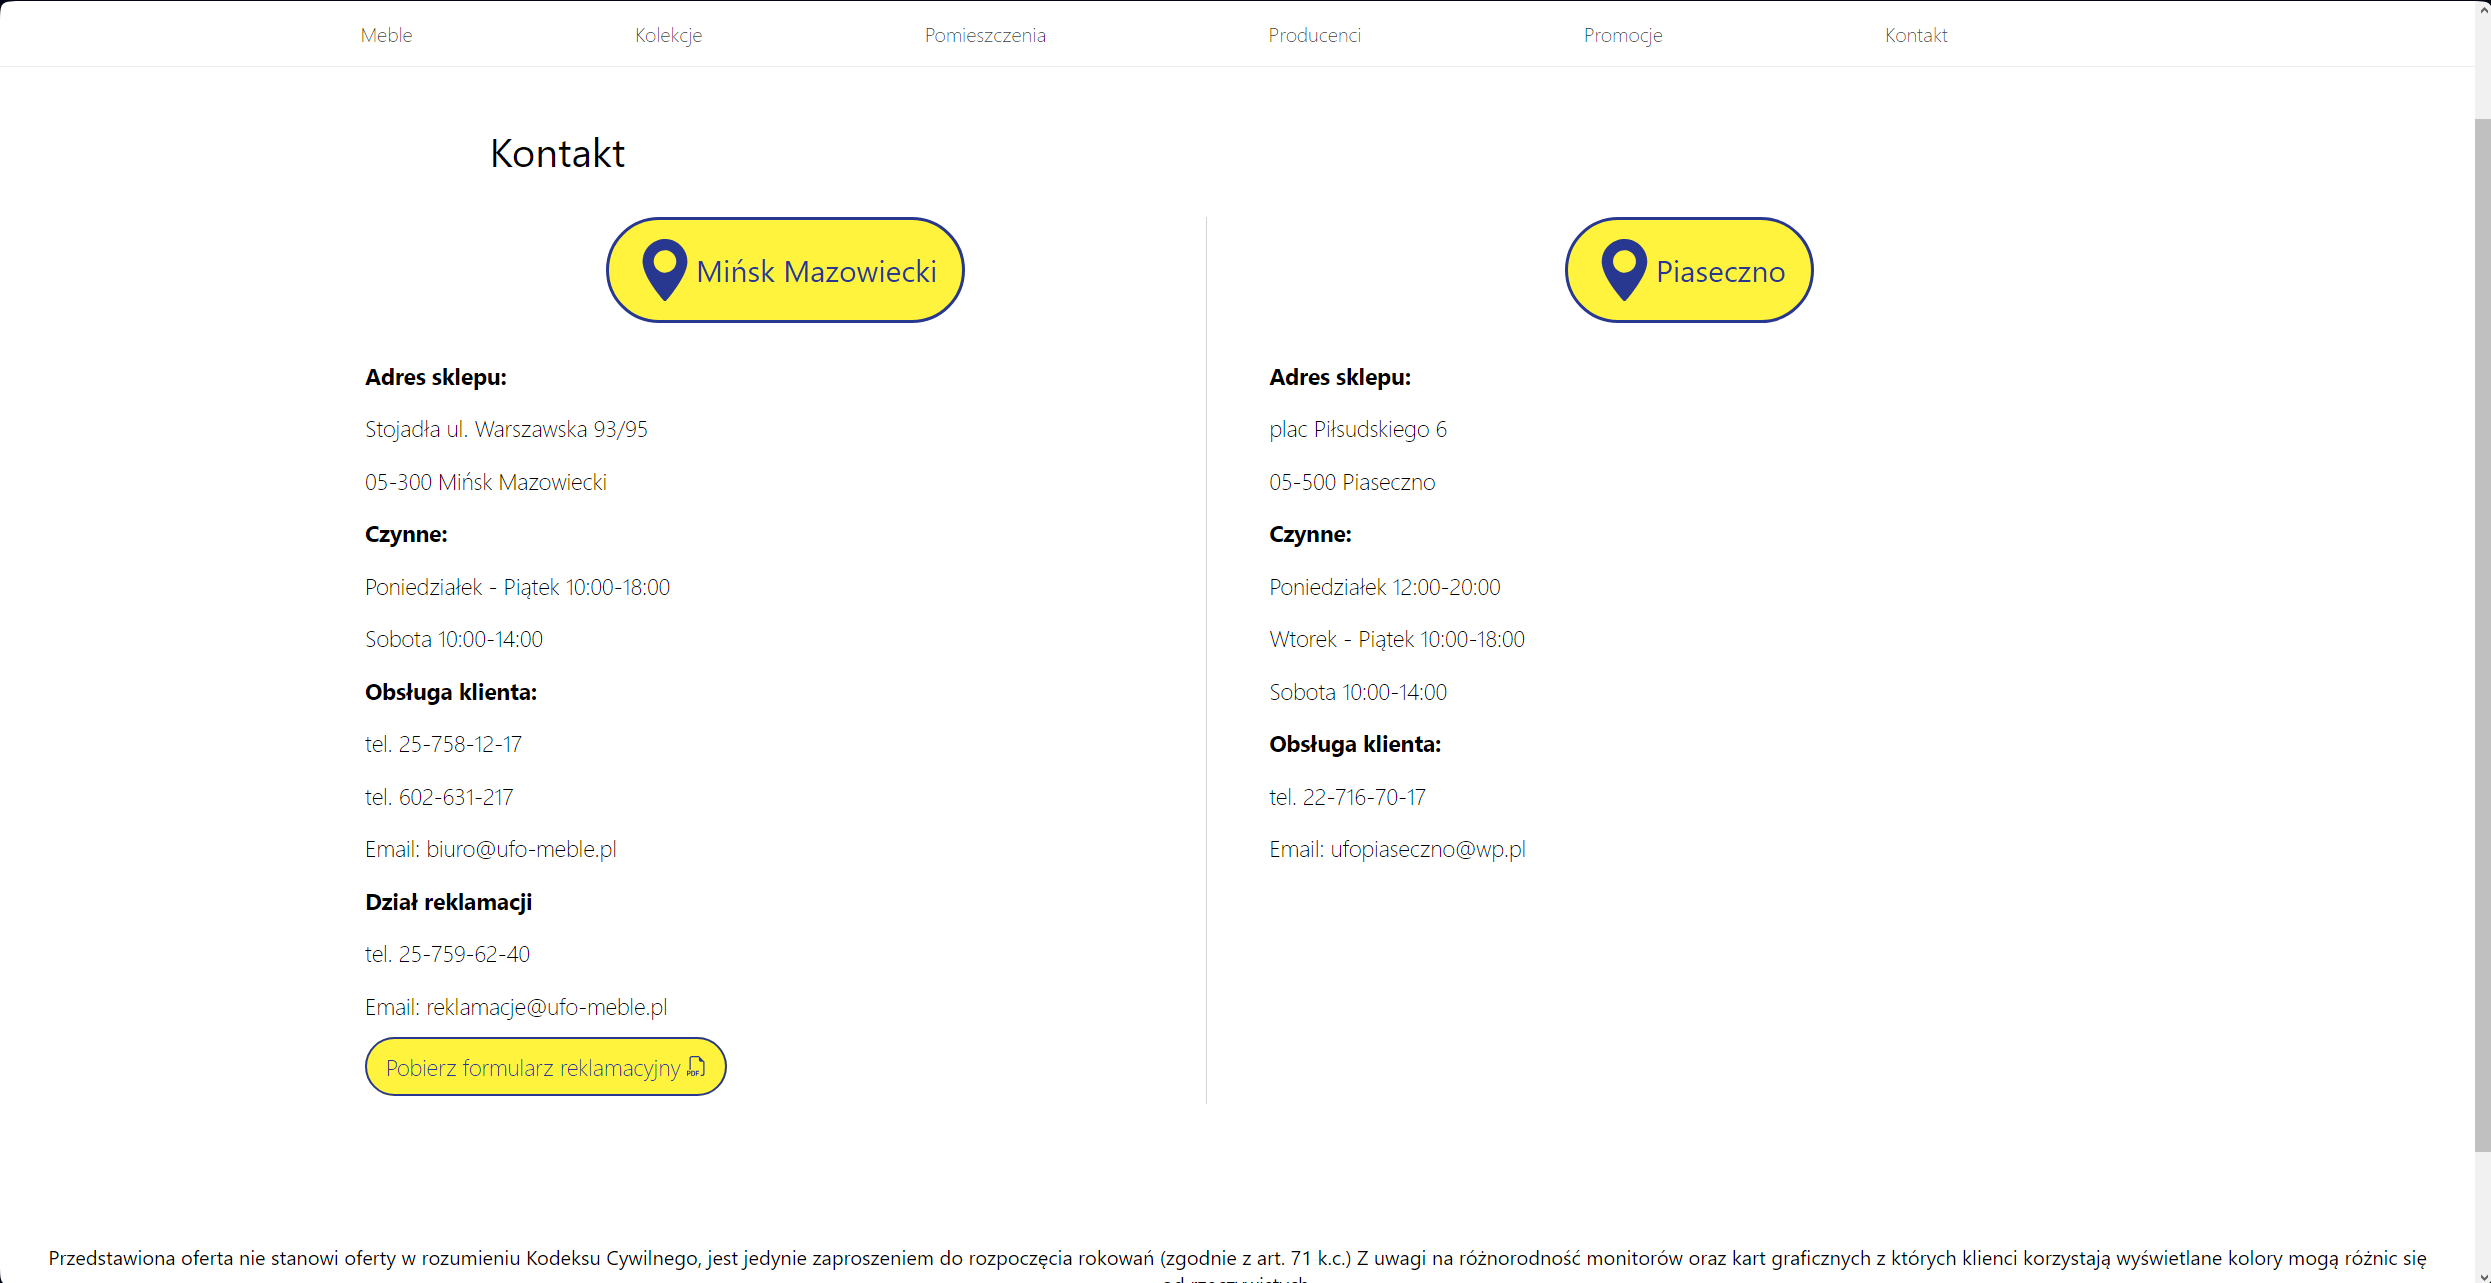 Meble Kolekcje Pomieszczenia Producenci Promocje Kontakt
Kontakt
Mińsk Mazowiecki
Adres sklepu:
Stojadła ul. Warszawska 93/95
05-300 Mińsk Mazowiecki
Czynne:
Poniedziałek - Piątek 10:00-18:00
Sobota 10:00-14:00
Obsługa klienta:
tel. 25-758-12-17
tel. 602-631-217
Email: biuro@ufo-meble.pl
Dział reklamacji
tel. 25-759-62-40
Email: reklamacje@ufo-meble.pl
Pobierz formularz reklamacyjny PDF
Piaseczno
Adres sklepu:
plac Piłsudskiego 6
05-500 Piaseczno
Czynne:
Poniedziałek 12:00-20:00
Wtorek - Piątek 10:00-18:00
Sobota 10:00-14:00
Obsługa klienta:
tel. 22-716-70-17
Email: ufopiaseczno@wp.pl
Przedstawiona oferta nie stanowi oferty w rozumieniu Kodeksu Cywilnego, jest jedynie zaproszeniem do rozpoczęcia rokowań (zgodnie z art. 71 k.c.) Z uwagi na różnorodność monitorów oraz kart graficznych z których klienci korzystają wyświetlane kolory mogą różnic się
od rzeczywistych